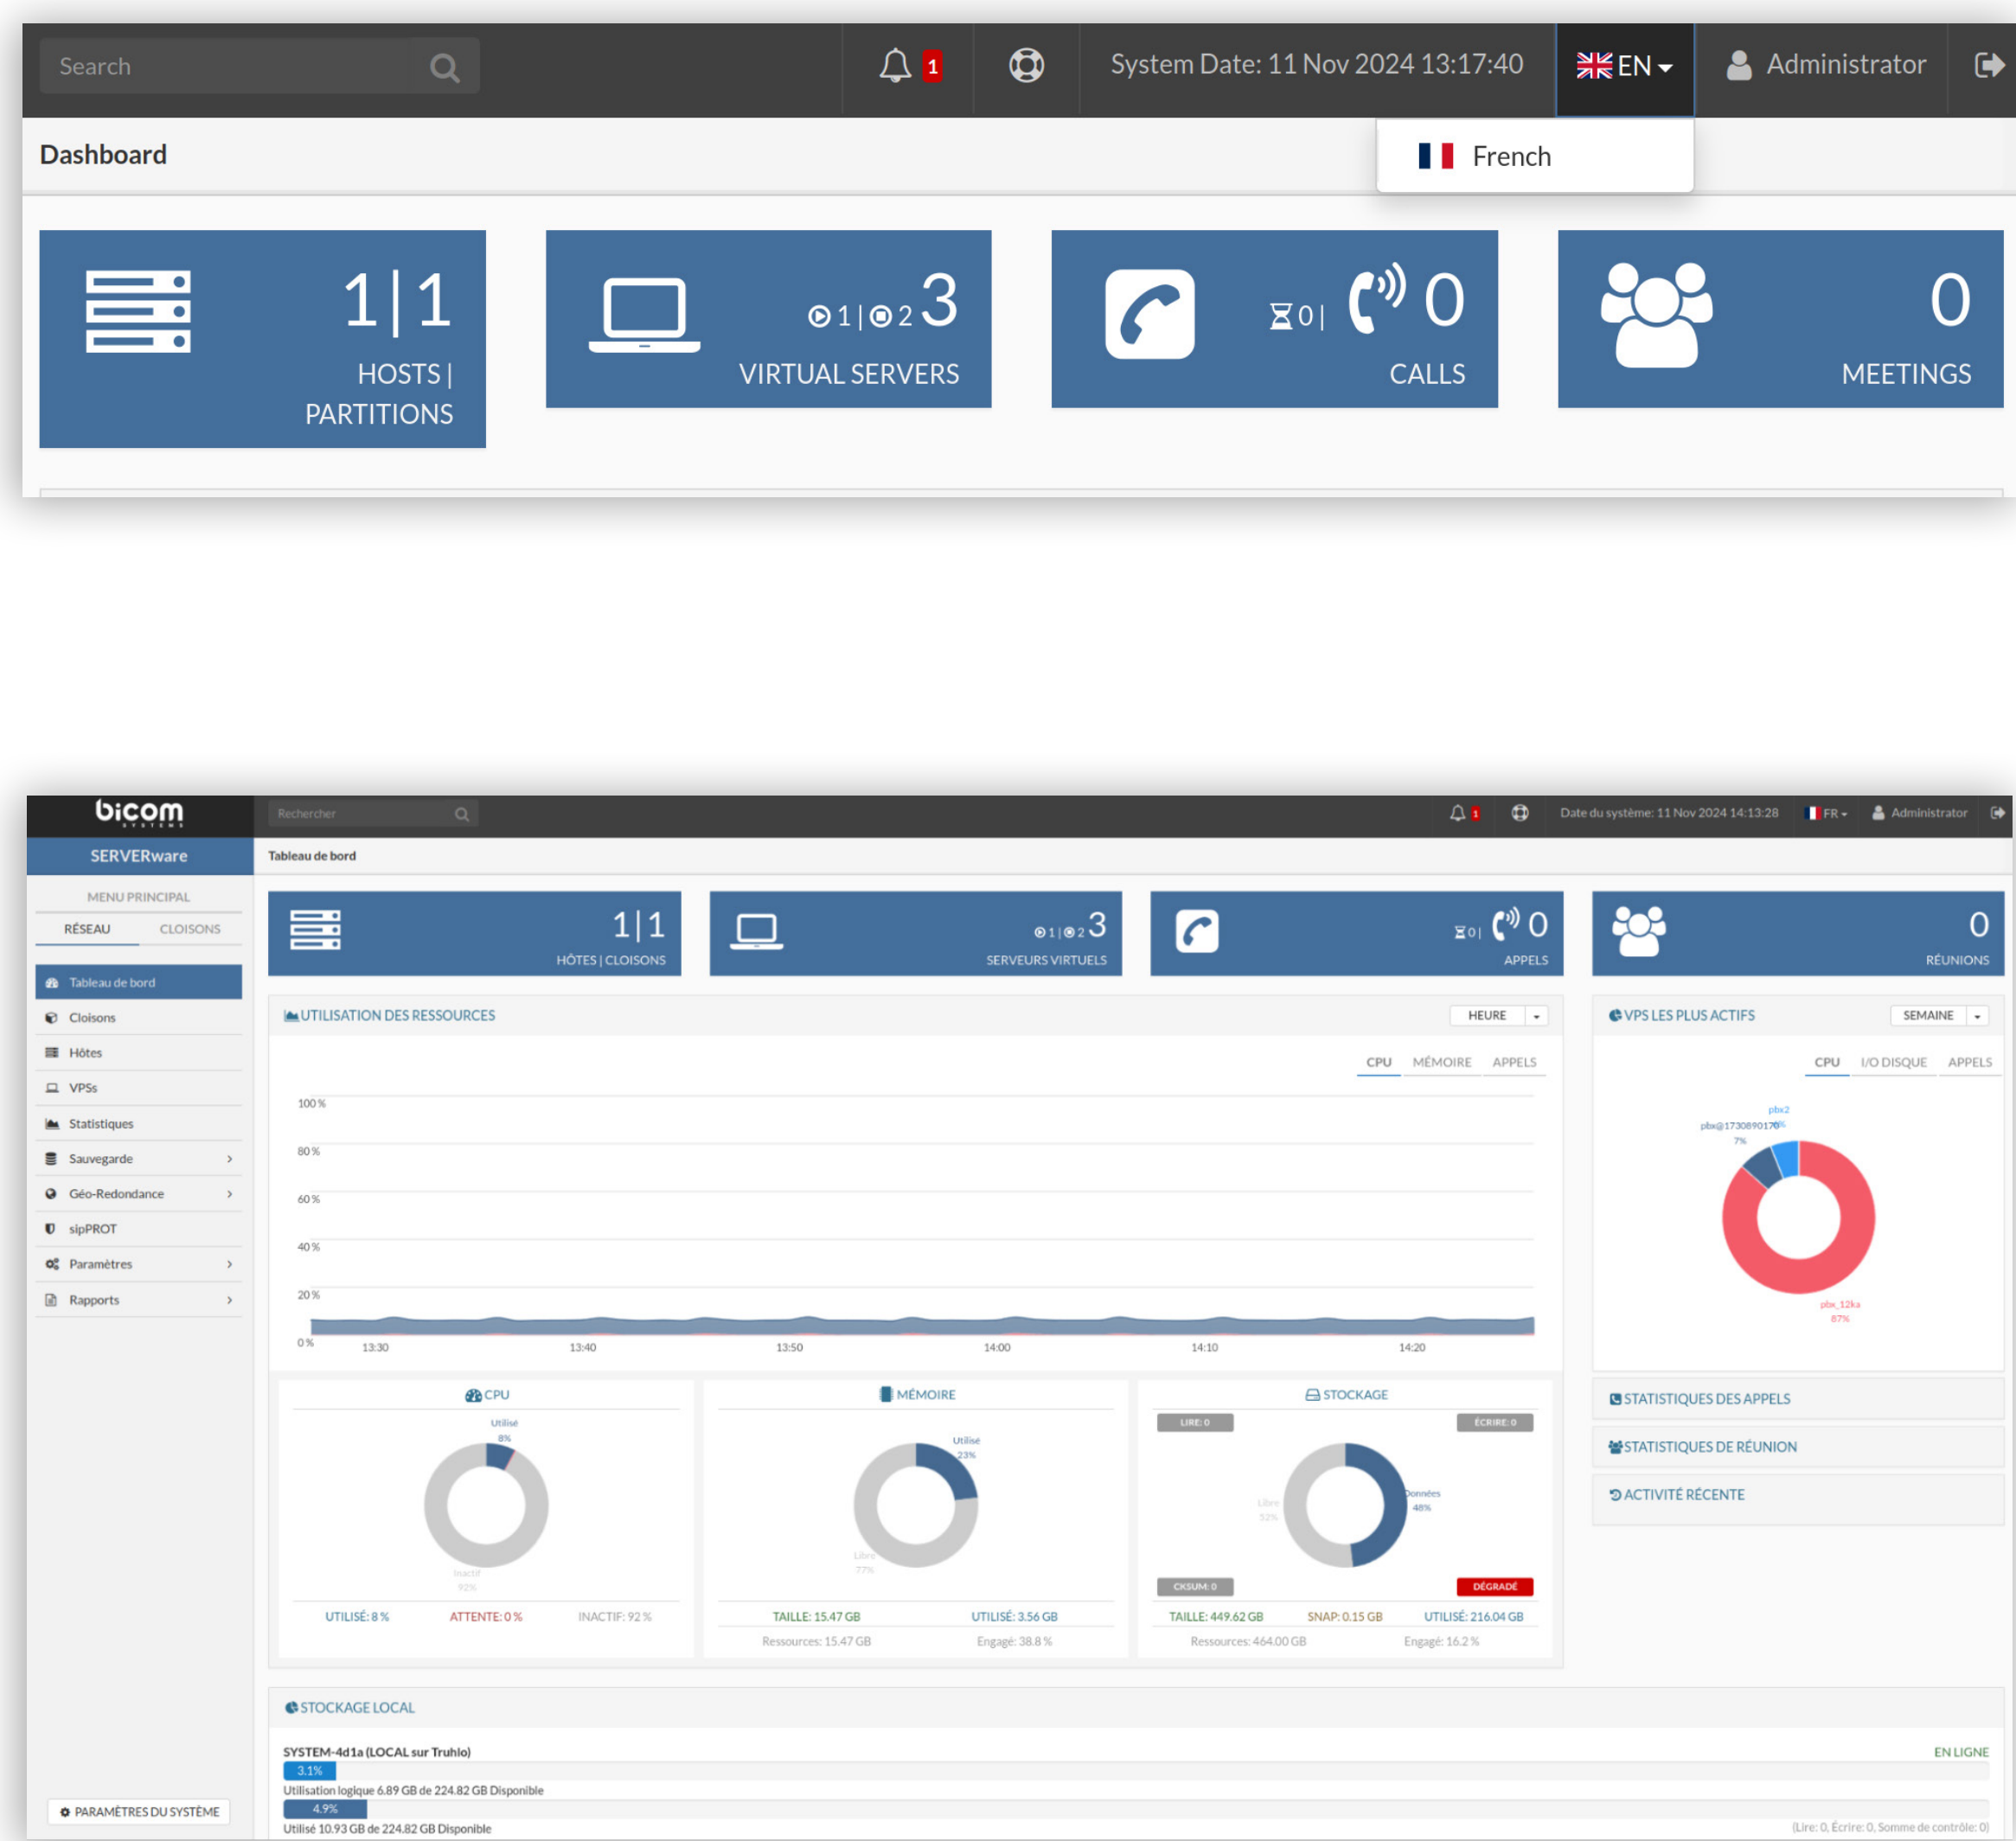 Search
1
System Date: 11 Nov 2024 13:17:40
EN
Administrator
Dashboard
French
1|1
HOSTS |
PARTITIONS
1 | 2 3
VIRTUAL SERVERS
0 | 0
CALLS
0
MEETINGS
bicom
SYSTEMS
Rechercher
1
Date du système: 11 Nov 2024 14:13:28
FR
Administrator
SERVERware
Tableau de bord
MENU PRINCIPAL
RÉSEAU
CLOISONS
Tableau de bord
Cloisons
Hôtes
VPSs
Statistiques
Sauvegarde
Géo-Redondance
sipPROT
Paramètres
Rapports
PARAMÈTRES DU SYSTÈME
1|1
HÔTES | CLOISONS
1 | 2 3
SERVEURS VIRTUELS
0 | 0
APPELS
0
RÉUNIONS
UTILISATION DES RESSOURCES
HEURE
CPU MÉMOIRE APPELS
100 %
80 %
60 %
40 %
20 %
0 %
13:30 13:40 13:50 14:00 14:10 14:20
CPU
Utilisé
8%
Inactif
92%
UTILISÉ: 8 % ATTENTE: 0 % INACTIF: 92 %
MÉMOIRE
Utilisé
23%
Libre
77%
TAILLE: 15.47 GB UTILISÉ: 3.56 GB
Ressources: 15.47 GB Engagé: 38.8 %
STOCKAGE
LIRE: 0
ÉCRIRE: 0
Données
48%
Libre
52%
CKSUM: 0
DÉGRADÉ
TAILLE: 449.62 GB SNAP: 0.15 GB UTILISÉ: 216.04 GB
Ressources: 464.00 GB Engagé: 16.2 %
VPS LES PLUS ACTIFS
SEMAINE
CPU I/O DISQUE APPELS
pbx2
pbx@1730890170
7%
pbx_12ka
87%
STATISTIQUES DES APPELS
STATISTIQUES DE RÉUNION
ACTIVITÉ RÉCENTE
STOCKAGE LOCAL
SYSTEM-4d1a (LOCAL sur Truhlo)
EN LIGNE
3.1%
Utilisation logique 6.89 GB de 224.82 GB Disponible
4.9%
Utilisé 10.93 GB de 224.82 GB Disponible
(Lire: 0, Écrire: 0, Somme de contrôle: 0)